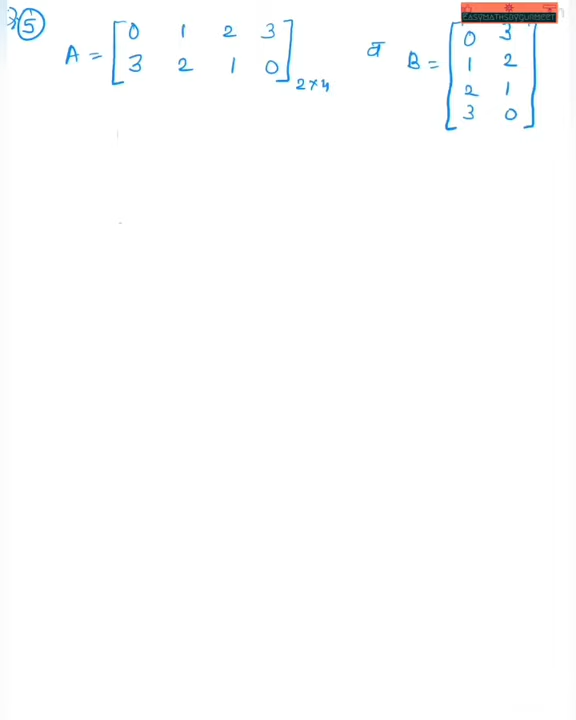 ⑤
A = [0 1 2 3 व B = [0 3
3 2 1 0]2×4 1 2
2 1
3 0]
EASYMATHSBYGURMEET